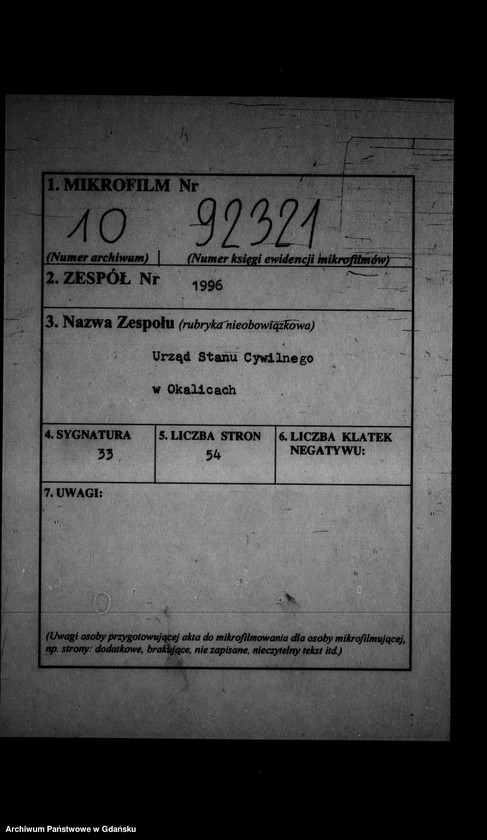 1. MIKROFILM Nr
10 92321
(Numer archiwum) (Numer księgi ewidencji mikrofilmów)
2. ZESPÓŁ Nr 1996
3. Nazwa Zespołu (rubryka nieobowiązkowa)
Urząd Stanu Cywilnego
w Okalicach
4. SYGNATURA 5. LICZBA STRON 6. LICZBA KLATEK
NEGATYWU:
33 54
7. UWAGI:
(Uwagi osoby przygotowującej akta do mikrofilmowania dla osoby mikrofilmującej,
np. strony: dodatkowe, brakujące, nie zapisane, nieczytelny tekst itd.)
Archiwum Państwowe w Gdańsku